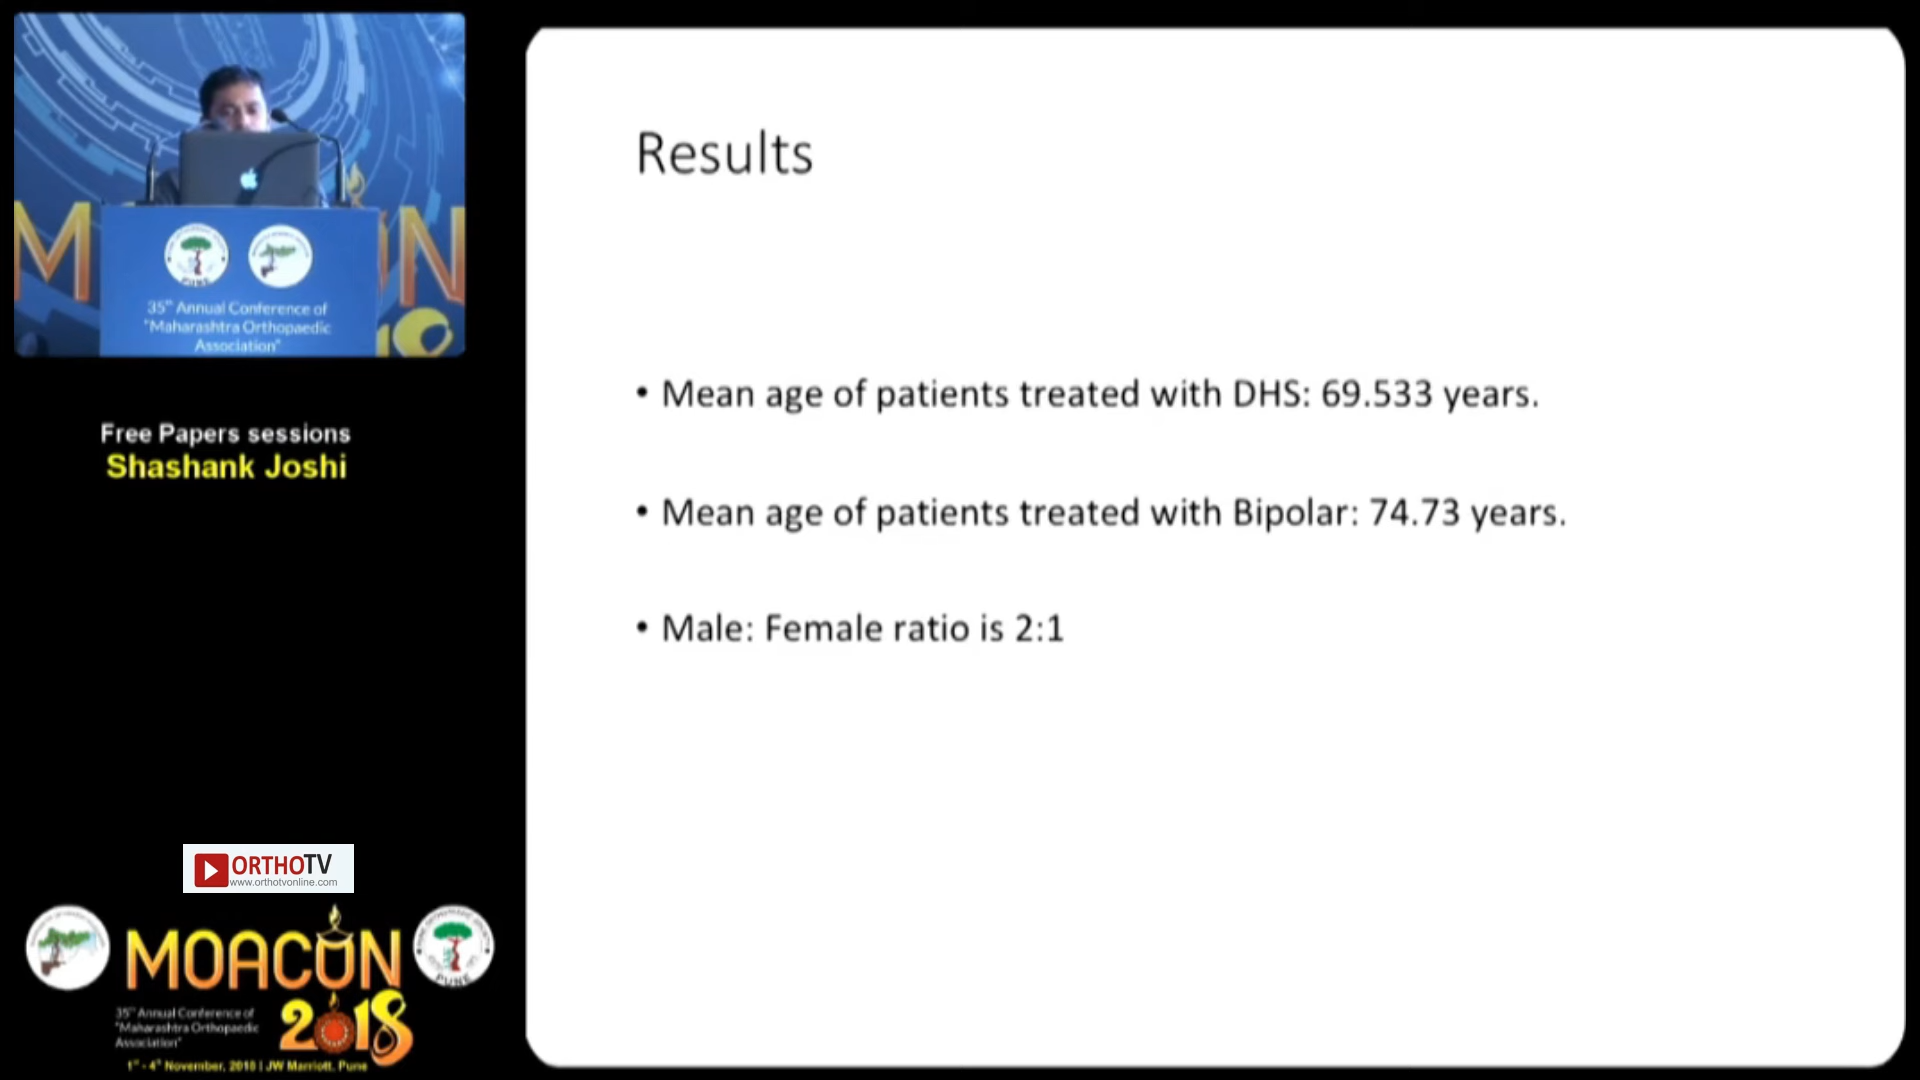 M
N
18
PUNE
35th Annual Conference of
"Maharashtra Orthopaedic
Association"
Free Papers sessions
Shashank Joshi
Results
• Mean age of patients treated with DHS: 69.533 years.
• Mean age of patients treated with Bipolar: 74.73 years.
• Male: Female ratio is 2:1
ORTHOTV
www.orthotvonline.com
MOACON
2018
PUNE
35th Annual Conference of
"Maharashtra Orthopaedic
Association"
1st - 4th November, 2018 | JW Marriott, Pune